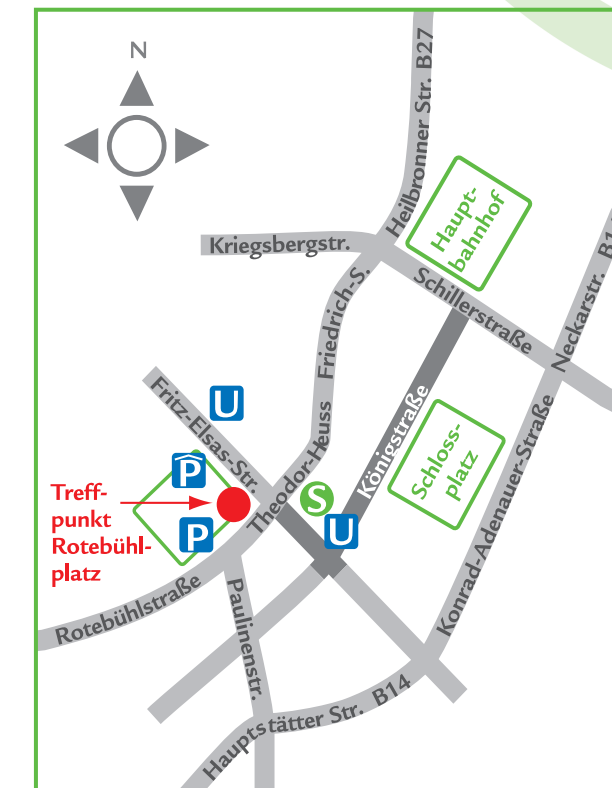 N
Heilbronner Str. B27
Haupt-
bahnhof
Kriegsbergstr.
Schillerstraße
Neckarstr. B14
Friedrich-S.
Königstraße
Schloss-
platz
Konrad-Adenauer-Straße
Fritz-Elsas-Str.
U
Theodor-Heuss
P
S
Treff-
punkt
Rotebühl-
platz
P
U
Rotebühlstraße
Paulinenstr.
Hauptstätter Str. B14